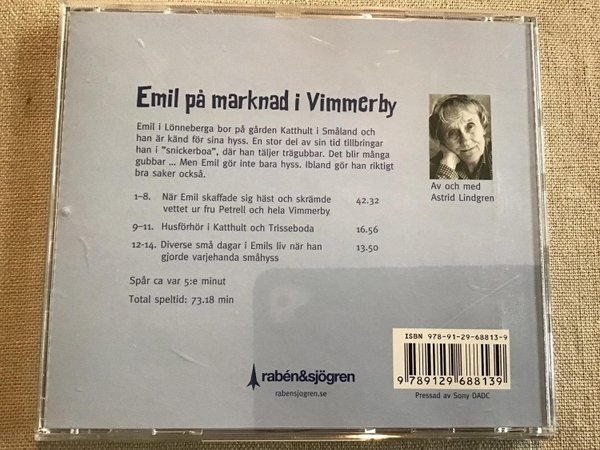 Emil på marknad i Vimmerby
Emil i Lönneberga bor på gården Katthult i Småland och
han är känd för sina hyss. En stor del av sin tid tillbringar
han i ”snickerboa”, där han täljer trägubbar. Det blir många
gubbar ... Men Emil gör inte bara hyss. Ibland gör han riktigt
bra saker också.
Av och med
Astrid Lindgren
1–8. När Emil skaffade sig häst och skrämde
vettet ur fru Petrell och hela Vimmerby 42.32
9–11. Husförhör i Katthult och Trisseboda 16.56
12-14. Diverse små dagar i Emils liv när han 13.50
gjorde varjehanda småhyss
Spår ca var 5:e minut
Total speltid: 73.18 min
rabén&sjögren
rabensjogren.se
ISBN 978-91-29-68813-9
9 789129 688139
Pressad av Sony DADC